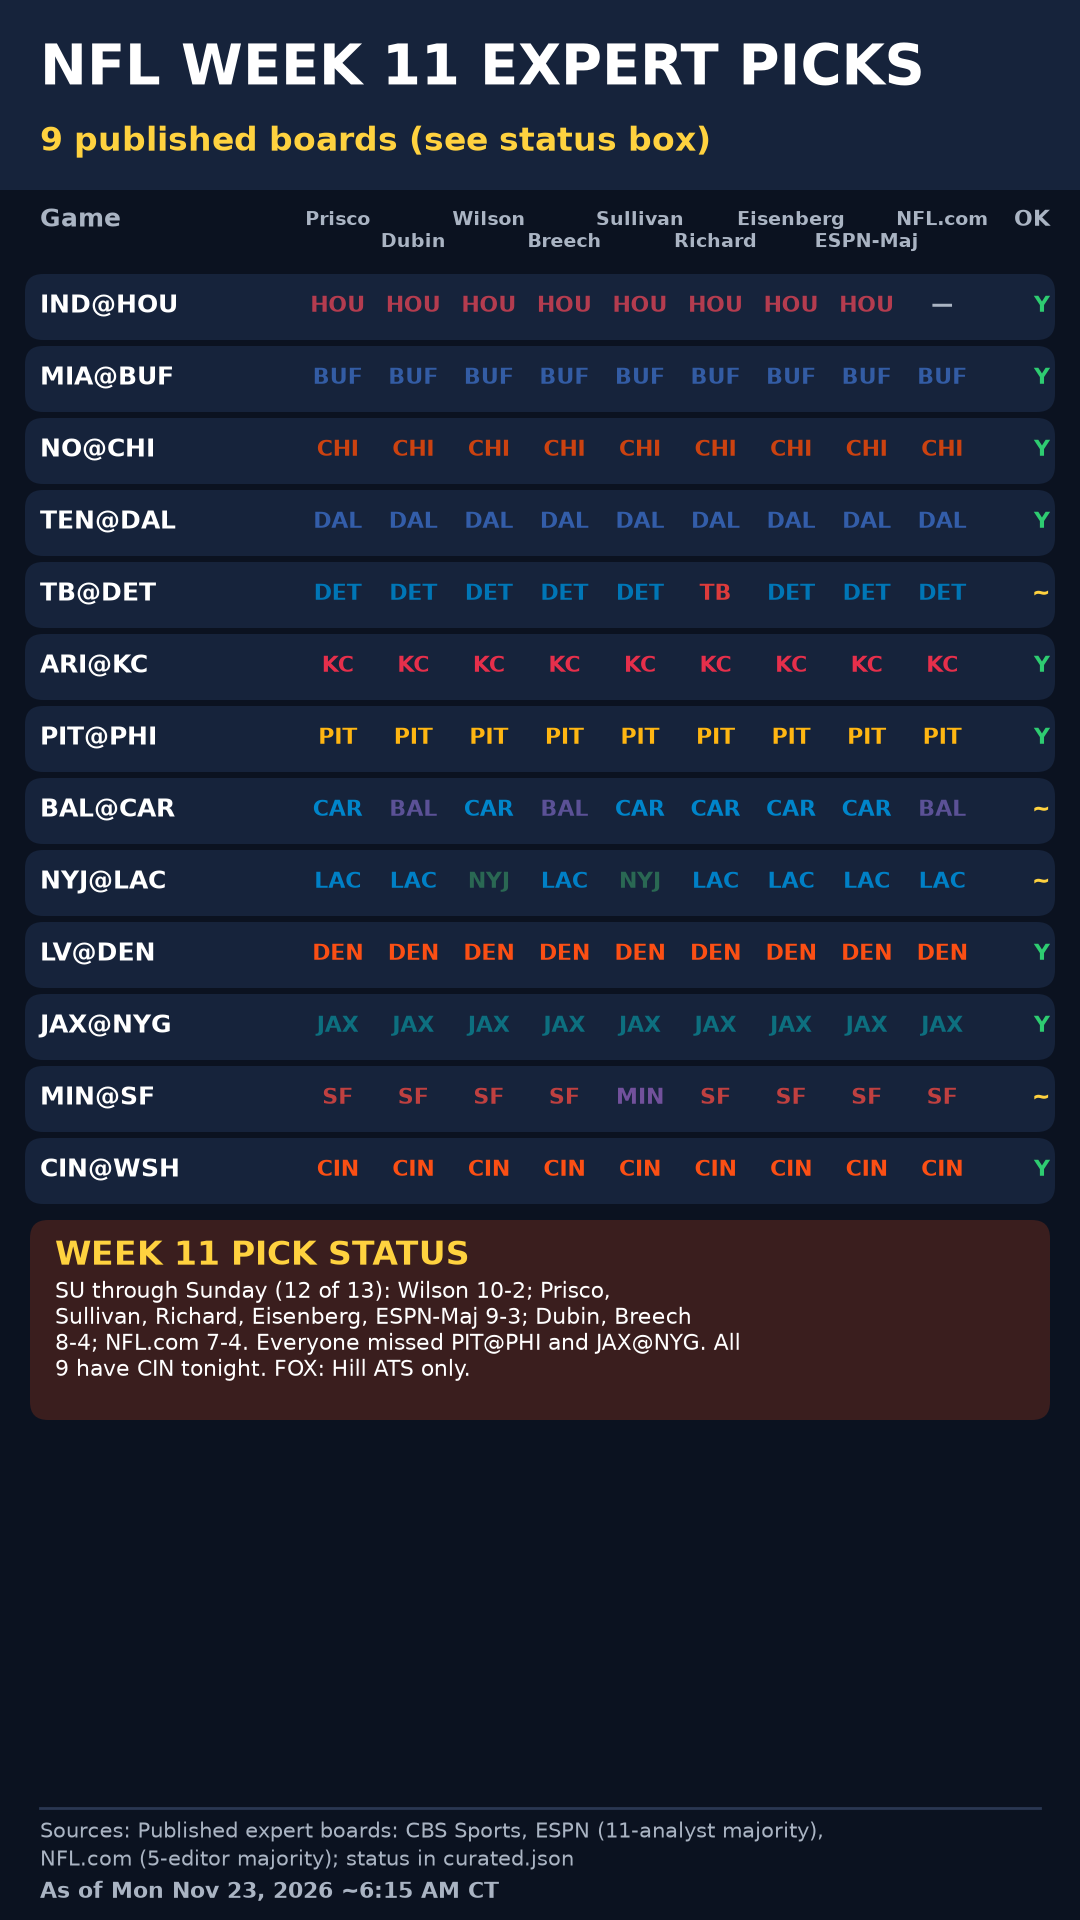 NFL WEEK 11 EXPERT PICKS
9 published boards (see status box)
Game Prisco Dubin Wilson Breech Sullivan Richard Eisenberg ESPN-Maj NFL.com OK
IND@HOU HOU HOU HOU HOU HOU HOU HOU HOU — Y
MIA@BUF BUF BUF BUF BUF BUF BUF BUF BUF BUF Y
NO@CHI CHI CHI CHI CHI CHI CHI CHI CHI CHI Y
TEN@DAL DAL DAL DAL DAL DAL DAL DAL DAL DAL Y
TB@DET DET DET DET DET DET TB DET DET DET ~
ARI@KC KC KC KC KC KC KC KC KC KC Y
PIT@PHI PIT PIT PIT PIT PIT PIT PIT PIT PIT Y
BAL@CAR CAR BAL CAR BAL CAR CAR CAR CAR BAL ~
NYJ@LAC LAC LAC NYJ LAC NYJ LAC LAC LAC LAC ~
LV@DEN DEN DEN DEN DEN DEN DEN DEN DEN DEN Y
JAX@NYG JAX JAX JAX JAX JAX JAX JAX JAX JAX Y
MIN@SF SF SF SF SF MIN SF SF SF SF ~
CIN@WSH CIN CIN CIN CIN CIN CIN CIN CIN CIN Y
WEEK 11 PICK STATUS
SU through Sunday (12 of 13): Wilson 10-2; Prisco,
Sullivan, Richard, Eisenberg, ESPN-Maj 9-3; Dubin, Breech
8-4; NFL.com 7-4. Everyone missed PIT@PHI and JAX@NYG. All
9 have CIN tonight. FOX: Hill ATS only.
Sources: Published expert boards: CBS Sports, ESPN (11-analyst majority),
NFL.com (5-editor majority); status in curated.json
As of Mon Nov 23, 2026 ~6:15 AM CT